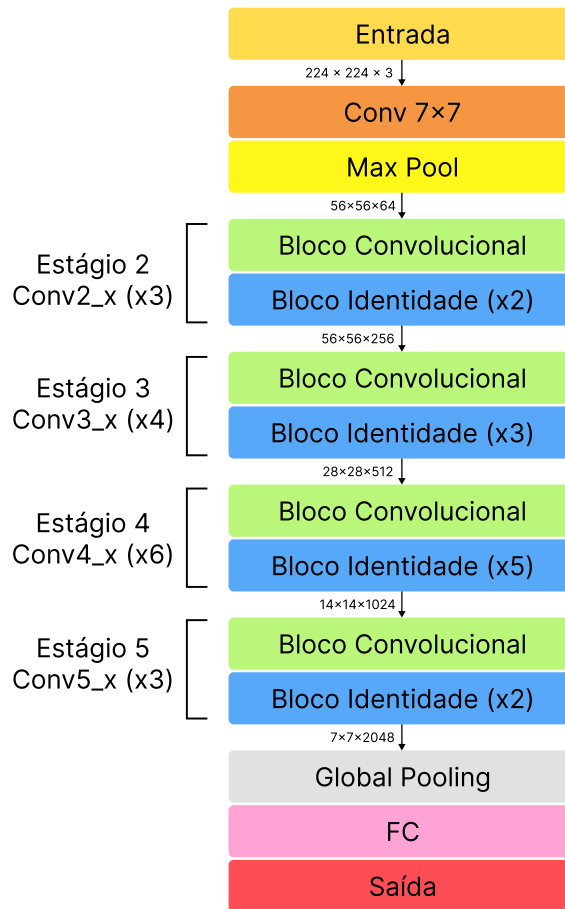 Entrada
224 × 224 × 3
Conv 7×7
Max Pool
56×56×64
Estágio 2
Conv2_x (x3)
Bloco Convolucional
Bloco Identidade (x2)
56×56×256
Estágio 3
Conv3_x (x4)
Bloco Convolucional
Bloco Identidade (x3)
28×28×512
Estágio 4
Conv4_x (x6)
Bloco Convolucional
Bloco Identidade (x5)
14×14×1024
Estágio 5
Conv5_x (x3)
Bloco Convolucional
Bloco Identidade (x2)
7×7×2048
Global Pooling
FC
Saída